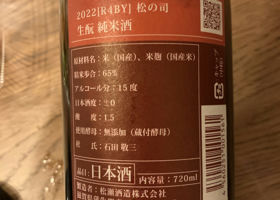 2022[R4BY] 松の司
生酛 純米酒
原材料名：米（国産）、米麹（国産米）
精米歩合：65％
アルコール分：15度
日本酒度：±0
酸度：1.5
使用酵母：無添加（蔵付酵母）
杜氏：石田敬三
品目 日本酒 内容量：720ml
松瀬酒造株式会社